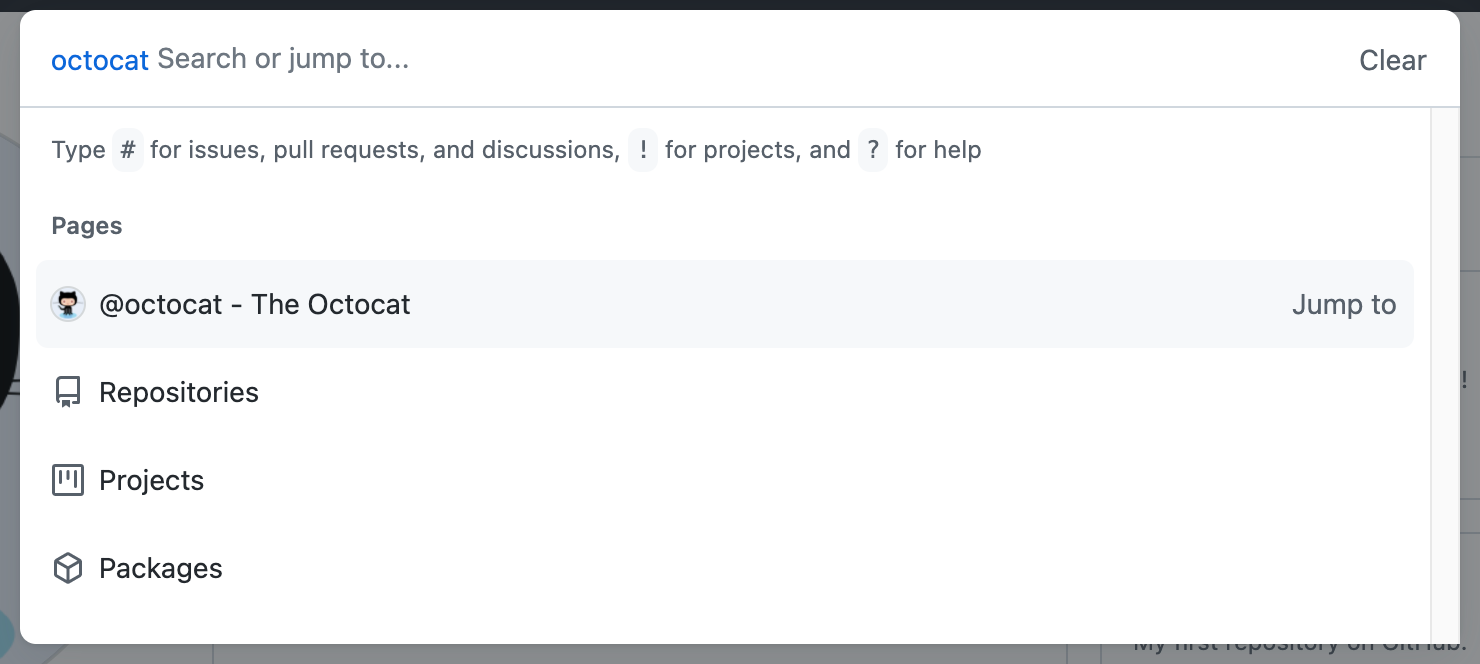 octocat Search or jump to...
Clear
Type # for issues, pull requests, and discussions, ! for projects, and ? for help
Pages
@octocat - The Octocat
Jump to
Repositories
!
Projects
Packages
My first repository on GitHub!